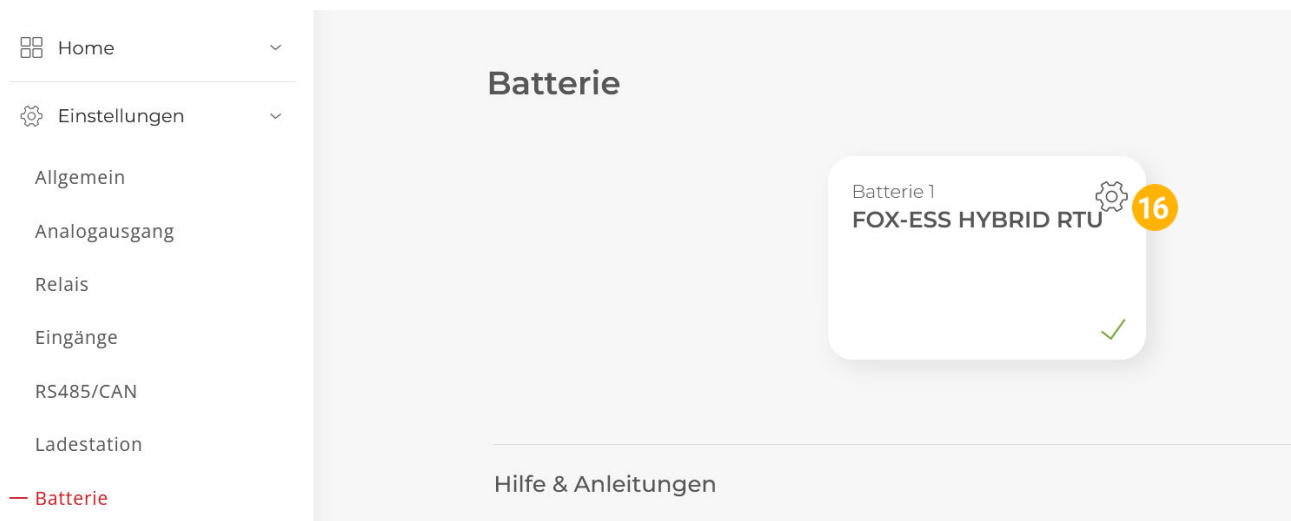 Home
Einstellungen
Allgemein
Analogausgang
Relais
Eingänge
RS485/CAN
Ladestation
Batterie
Batterie
Batterie 1
FOX-ESS HYBRID RTU
16
Hilfe & Anleitungen